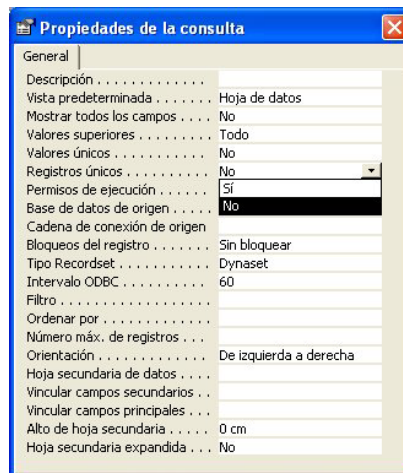 Propiedades de la consulta
General
Descripción . . . . . . . . . . . . .
Vista predeterminada . . . . . . . Hoja de datos
Mostrar todos los campos . . . . No
Valores superiores . . . . . . . . . Todo
Valores únicos . . . . . . . . . . . No
Registros únicos . . . . . . . . . . No
Permisos de ejecución . . . . . . Sí
Base de datos de origen . . . . . No
Cadena de conexión de origen
Bloqueos del registro . . . . . . . Sin bloquear
Tipo Recordset . . . . . . . . . . . Dynaset
Intervalo ODBC . . . . . . . . . . 60
Filtro . . . . . . . . . . . . . . . . .
Ordenar por . . . . . . . . . . . . .
Número máx. de registros . . .
Orientación . . . . . . . . . . . . . De izquierda a derecha
Hoja secundaria de datos . . . .
Vincular campos secundarios . .
Vincular campos principales . . .
Alto de hoja secundaria . . . . . 0 cm
Hoja secundaria expandida . . . No